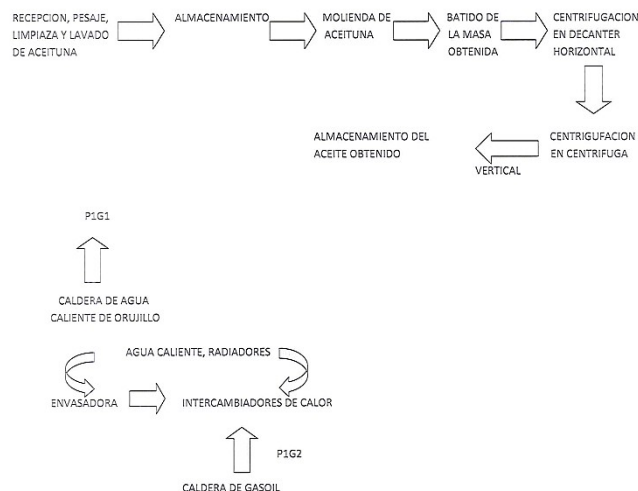 RECEPCION, PESAJE,
LIMPIAZA Y LAVADO
DE ACEITUNA
ALMACENAMIENTO
MOLIENDA DE
ACEITUNA
BATIDO DE
LA MASA
OBTENIDA
CENTRIFUGACION
EN DECANTER
HORIZONTAL
CENTRIGUFACION
EN CENTRIFUGA
VERTICAL
ALMACENAMIENTO DEL
ACEITE OBTENIDO
P1G1
CALDERA DE AGUA
CALIENTE DE ORUJILLO
AGUA CALIENTE, RADIADORES
ENVASADORA
INTERCAMBIADORES DE CALOR
P1G2
CALDERA DE GASOIL